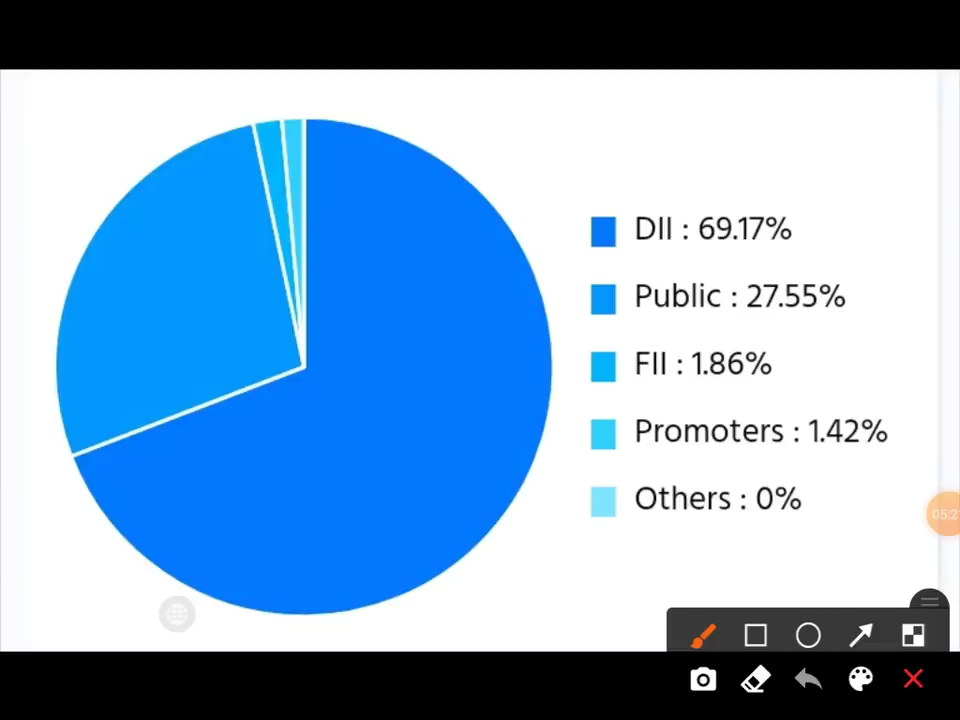 DII : 69.17%
Public : 27.55%
FII : 1.86%
Promoters : 1.42%
Others : 0%